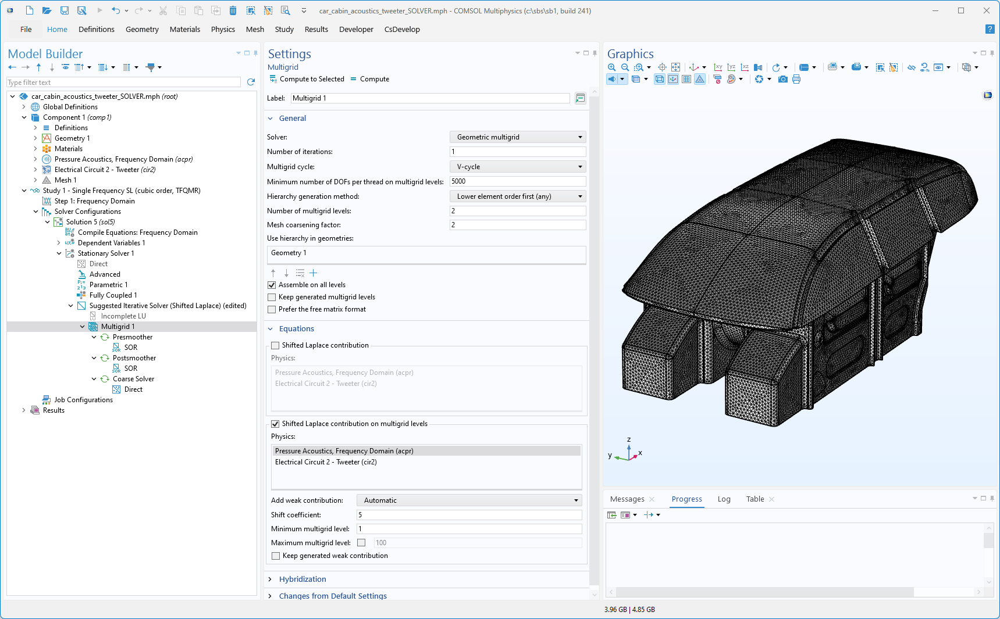 car_cabin_acoustics_tweeter_SOLVER.mph - COMSOL Multiphysics (c\sbs\sb1, build 241)
File Home Definitions Geometry Materials Physics Mesh Study Results Developer CsDevelop ?
Model Builder
Type filter text
car_cabin_acoustics_tweeter_SOLVER.mph (root)
Global Definitions
Component 1 (comp1)
Definitions
Geometry 1
Materials
Pressure Acoustics, Frequency Domain (acpr)
Electrical Circuit 2 - Tweeter (cir2)
Mesh 1
Study 1 - Single Frequency SL (cubic order, TFQMR)
Step 1: Frequency Domain
Solver Configurations
Solution 5 (sol5)
Compile Equations: Frequency Domain
Dependent Variables 1
Stationary Solver 1
Direct
Advanced
Parametric 1
Fully Coupled 1
Suggested Iterative Solver (Shifted Laplace) (edited)
Incomplete LU
Multigrid 1
Presmoother
SOR
Postsmoother
SOR
Coarse Solver
Direct
Job Configurations
Results
Settings
Multigrid
Compute to Selected Compute
Label: Multigrid 1
General
Solver: Geometric multigrid
Number of iterations: 1
Multigrid cycle: V-cycle
Minimum number of DOFs per thread on multigrid levels: 5000
Hierarchy generation method: Lower element order first (any)
Number of multigrid levels: 2
Mesh coarsening factor: 2
Use hierarchy in geometries:
Geometry 1
Assemble on all levels
Keep generated multigrid levels
Prefer the free matrix format
Equations
Shifted Laplace contribution
Physics:
Pressure Acoustics, Frequency Domain (acpr)
Electrical Circuit 2 - Tweeter (cir2)
Shifted Laplace contribution on multigrid levels
Physics:
Pressure Acoustics, Frequency Domain (acpr)
Electrical Circuit 2 - Tweeter (cir2)
Add weak contribution: Automatic
Shift coefficient: 5
Minimum multigrid level: 1
Maximum multigrid level: 100
Keep generated weak contribution
Hybridization
Changes from Default Settings
Graphics
xy yz xz
z
y x
Messages Progress Log Table
3.96 GB | 4.85 GB